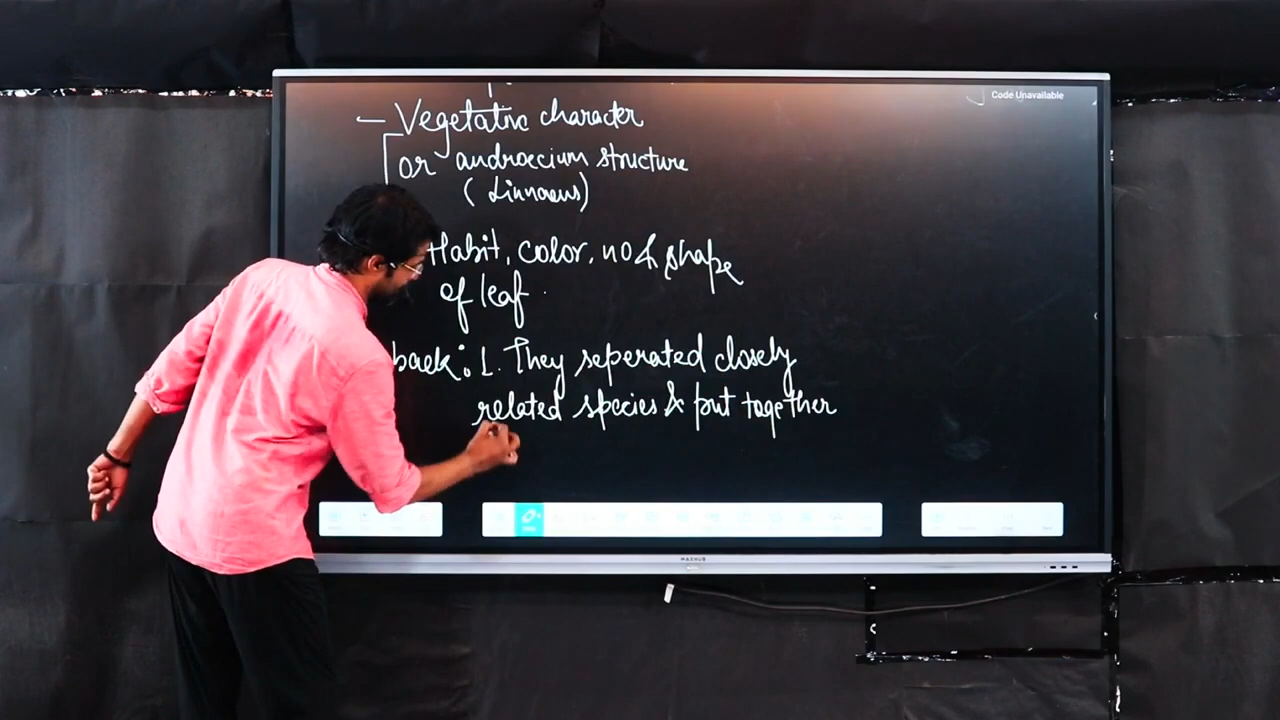 Code Unavailable
– Vegetative character
or androecium structure
(Linnaeus)
Habit, color, no & shape
of leaf.
back: 1. They seperated closely
related species & put together
MAXHUB